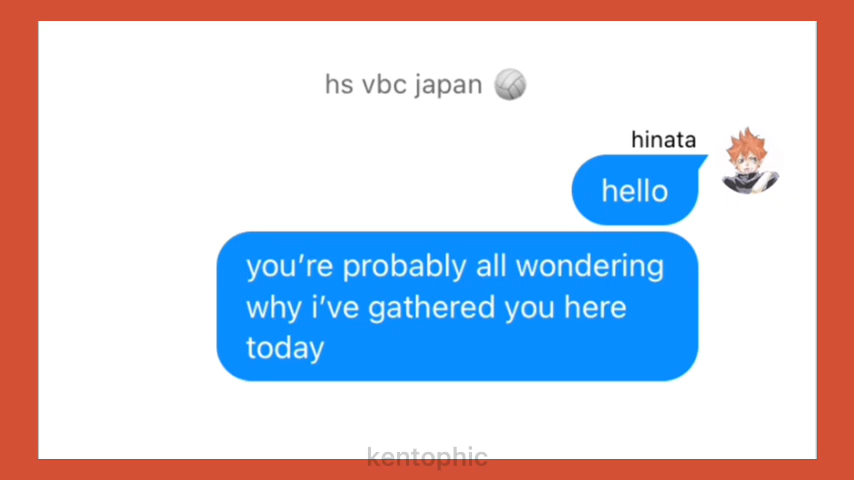 hs vbc japan 🏐
hinata
hello
you're probably all wondering
why i've gathered you here
today
kentophic